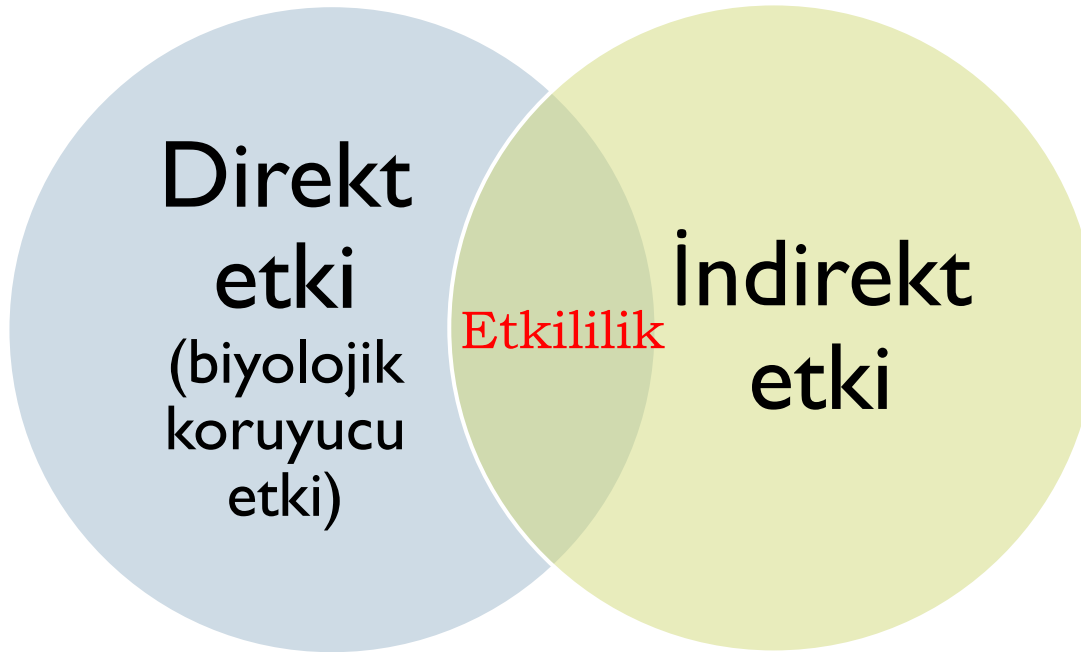 Direkt
etki
(biyolojik
koruyucu
etki)
Etkililik
İndirekt
etki